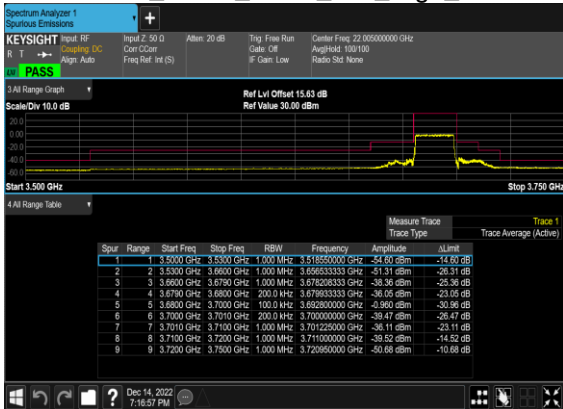 Spectrum Analyzer 1
Spurious Emissions
KEYSIGHT Input: RF Input Z: 50 Ω Atten: 20 dB Trig: Free Run Center Freq: 22.005000000 GHz
R T Coupling: DC Corr CCorr Gate: Off Avg|Hold: 100/100
Align: Auto Freq Ref: Int (S) IF Gain: Low Radio Std: None
PASS
3 All Range Graph Ref Lvl Offset 15.63 dB
Scale/Div 10.0 dB Ref Value 30.00 dBm
20.0
0.00
-20.0
-40.0
-60.0
Start 3.500 GHz Stop 3.750 GHz
4 All Range Table
Measure Trace Trace 1
Trace Type Trace Average (Active)
Spur Range Start Freq Stop Freq RBW Frequency Amplitude ΔLimit
1 1 3.5000 GHz 3.5300 GHz 1.000 MHz 3.518550000 GHz -54.60 dBm -14.60 dB
2 2 3.5300 GHz 3.6600 GHz 1.000 MHz 3.656533333 GHz -51.31 dBm -26.31 dB
3 3 3.6600 GHz 3.6790 GHz 1.000 MHz 3.678208333 GHz -38.36 dBm -25.36 dB
4 4 3.6790 GHz 3.6800 GHz 200.0 kHz 3.679933333 GHz -36.05 dBm -23.05 dB
5 5 3.6800 GHz 3.7000 GHz 100.0 kHz 3.692800000 GHz -0.960 dBm -30.96 dB
6 6 3.7000 GHz 3.7010 GHz 200.0 kHz 3.700000000 GHz -39.47 dBm -26.47 dB
7 7 3.7010 GHz 3.7100 GHz 1.000 MHz 3.701225000 GHz -36.11 dBm -23.11 dB
8 8 3.7100 GHz 3.7200 GHz 1.000 MHz 3.711000000 GHz -39.52 dBm -14.52 dB
9 9 3.7200 GHz 3.7500 GHz 1.000 MHz 3.720950000 GHz -50.68 dBm -10.68 dB
? Dec 14, 2022
7:16:57 PM